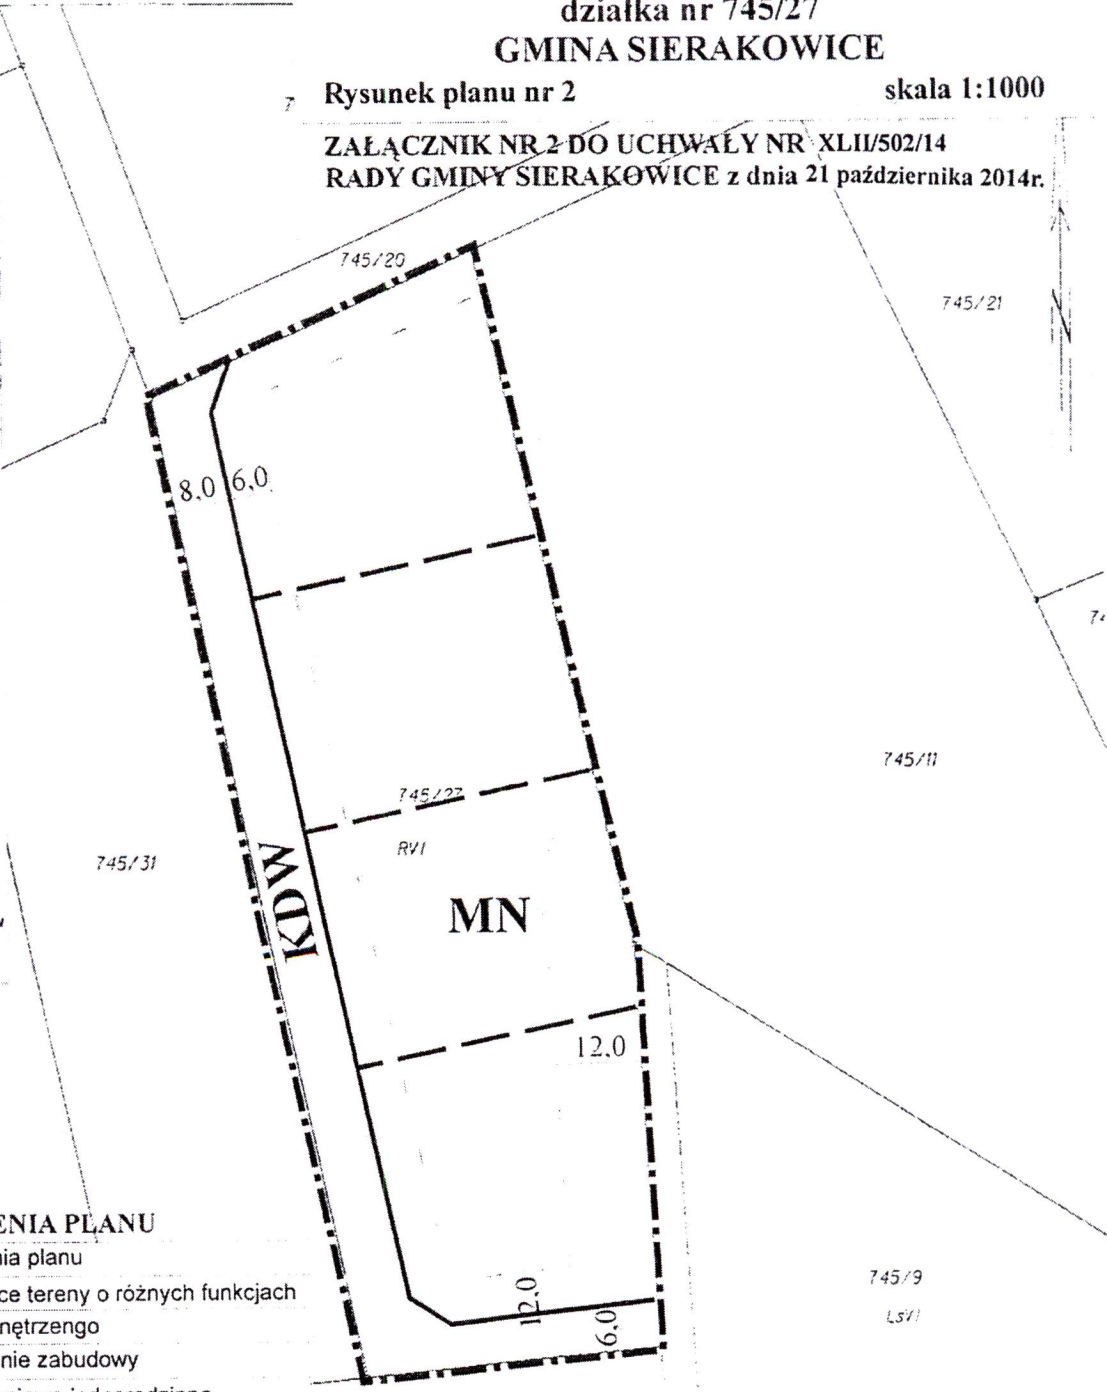 działka nr 745/27
GMINA SIERAKOWICE
Rysunek planu nr 2 skala 1:1000
7
ZAŁĄCZNIK NR 2 DO UCHWAŁY NR XLII/502/14
RADY GMINY SIERAKOWICE z dnia 21 października 2014r.
745/20
745/21
8,0 6,0
745/11
745/27
RVI
745/31
KDW
MN
12,0
ENIA PLANU
nia planu
745/9
ce tereny o różnych funkcjach
12,0
LsVI
nętrzengo
6,0
nie zabudowy